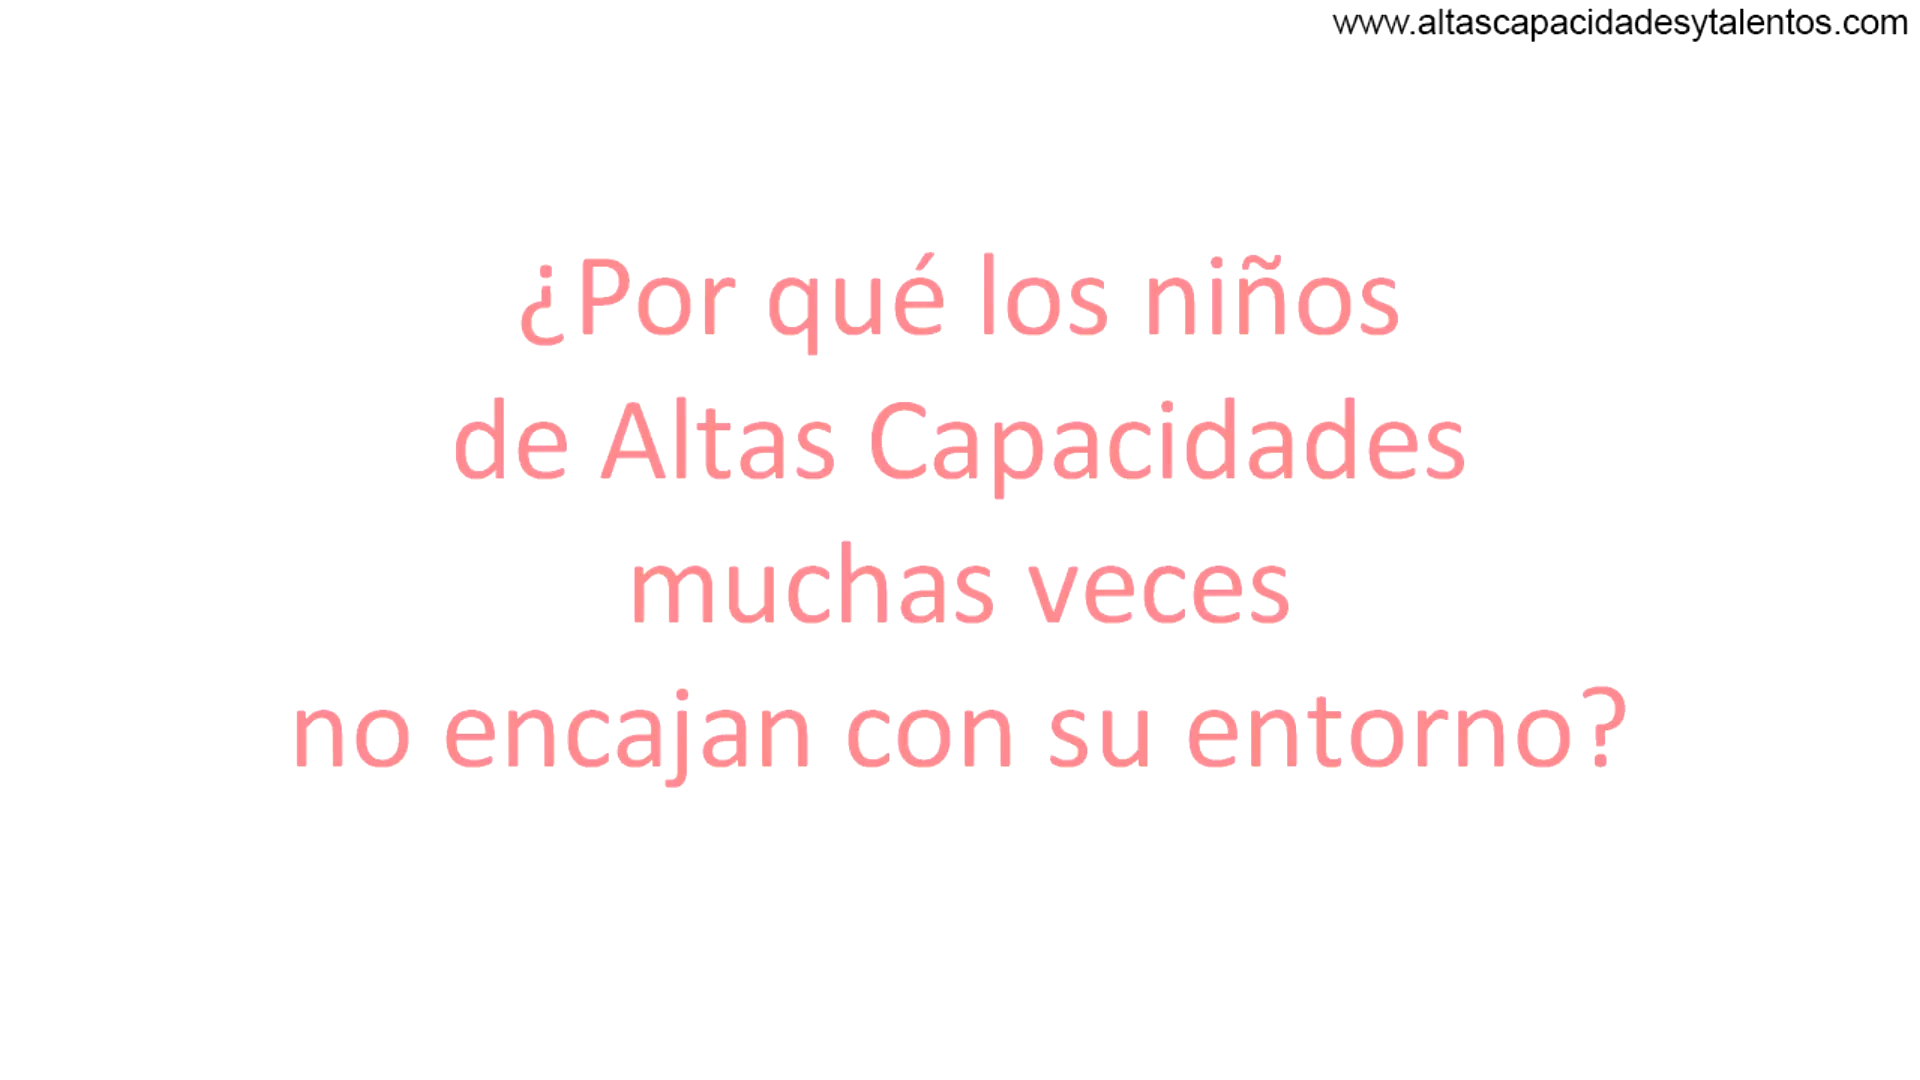 www.altascapacidadesytalentos.com
¿Por qué los niños
de Altas Capacidades
muchas veces
no encajan con su entorno?